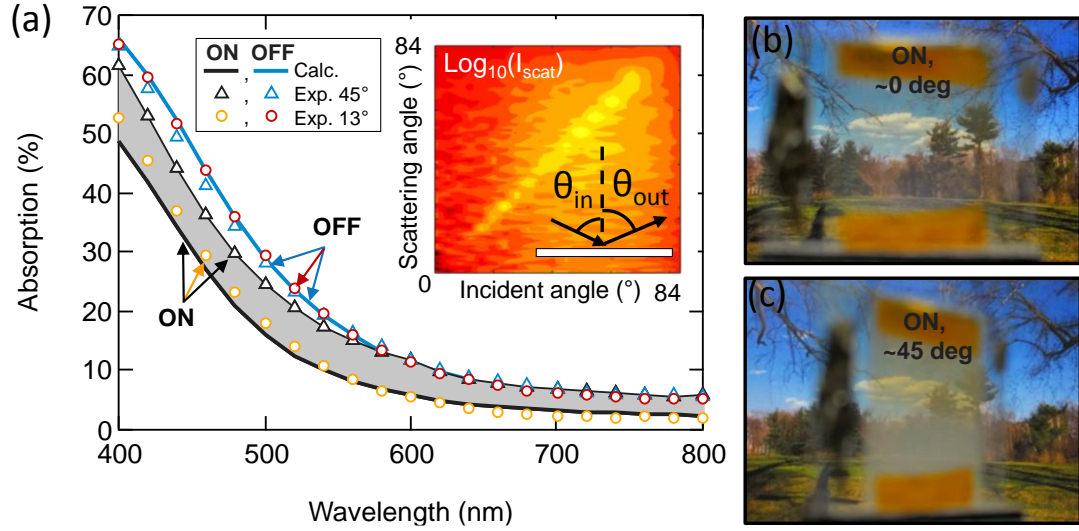 (a)
Absorption (%)
70
60
50
40
30
20
10
0
400
500
600
700
800
Wavelength (nm)
ON OFF
, Calc.
, Exp. 45°
, Exp. 13°
OFF
ON
84
Log10(Iscat)
Scattering angle (°)
θin θout
0
Incident angle (°) 84
(b)
ON,
~0 deg
(c)
ON,
~45 deg